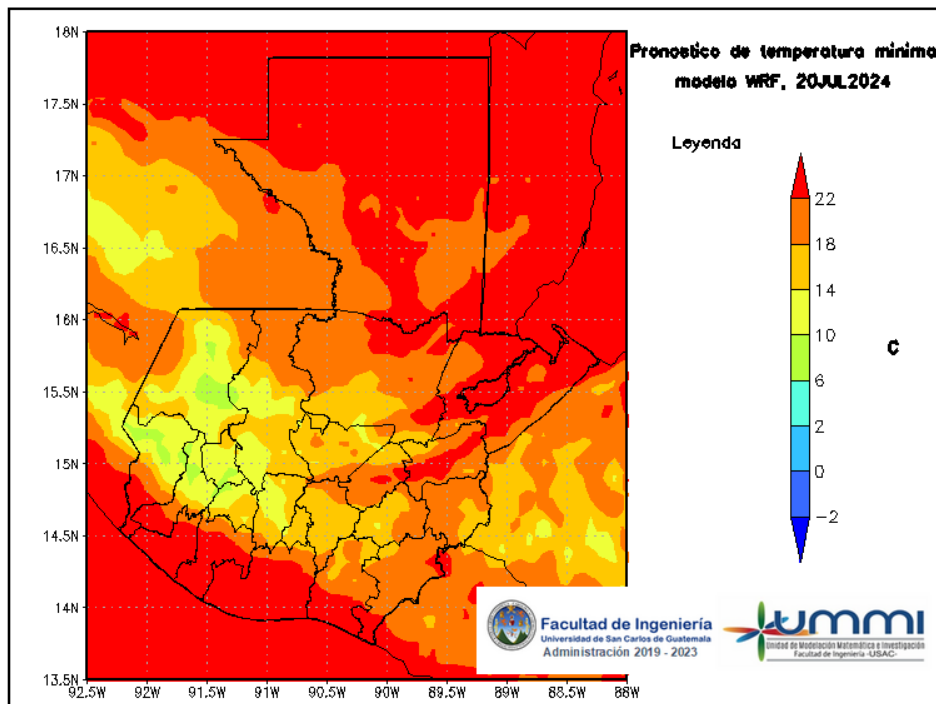 Pronostico de temperatura minima
modelo WRF, 20JUL2024
Leyenda
22
18
14
10
6
2
0
−2
C
18N
17.5N
17N
16.5N
16N
15.5N
15N
14.5N
14N
13.5N
92.5W 92W 91.5W 91W 90.5W 90W 89.5W 89W 88.5W 88W
Facultad de Ingeniería
Universidad de San Carlos de Guatemala
Administración 2019 - 2023
ummi
Unidad de Modelación Matemática e Investigación
Facultad de Ingeniería -USAC-